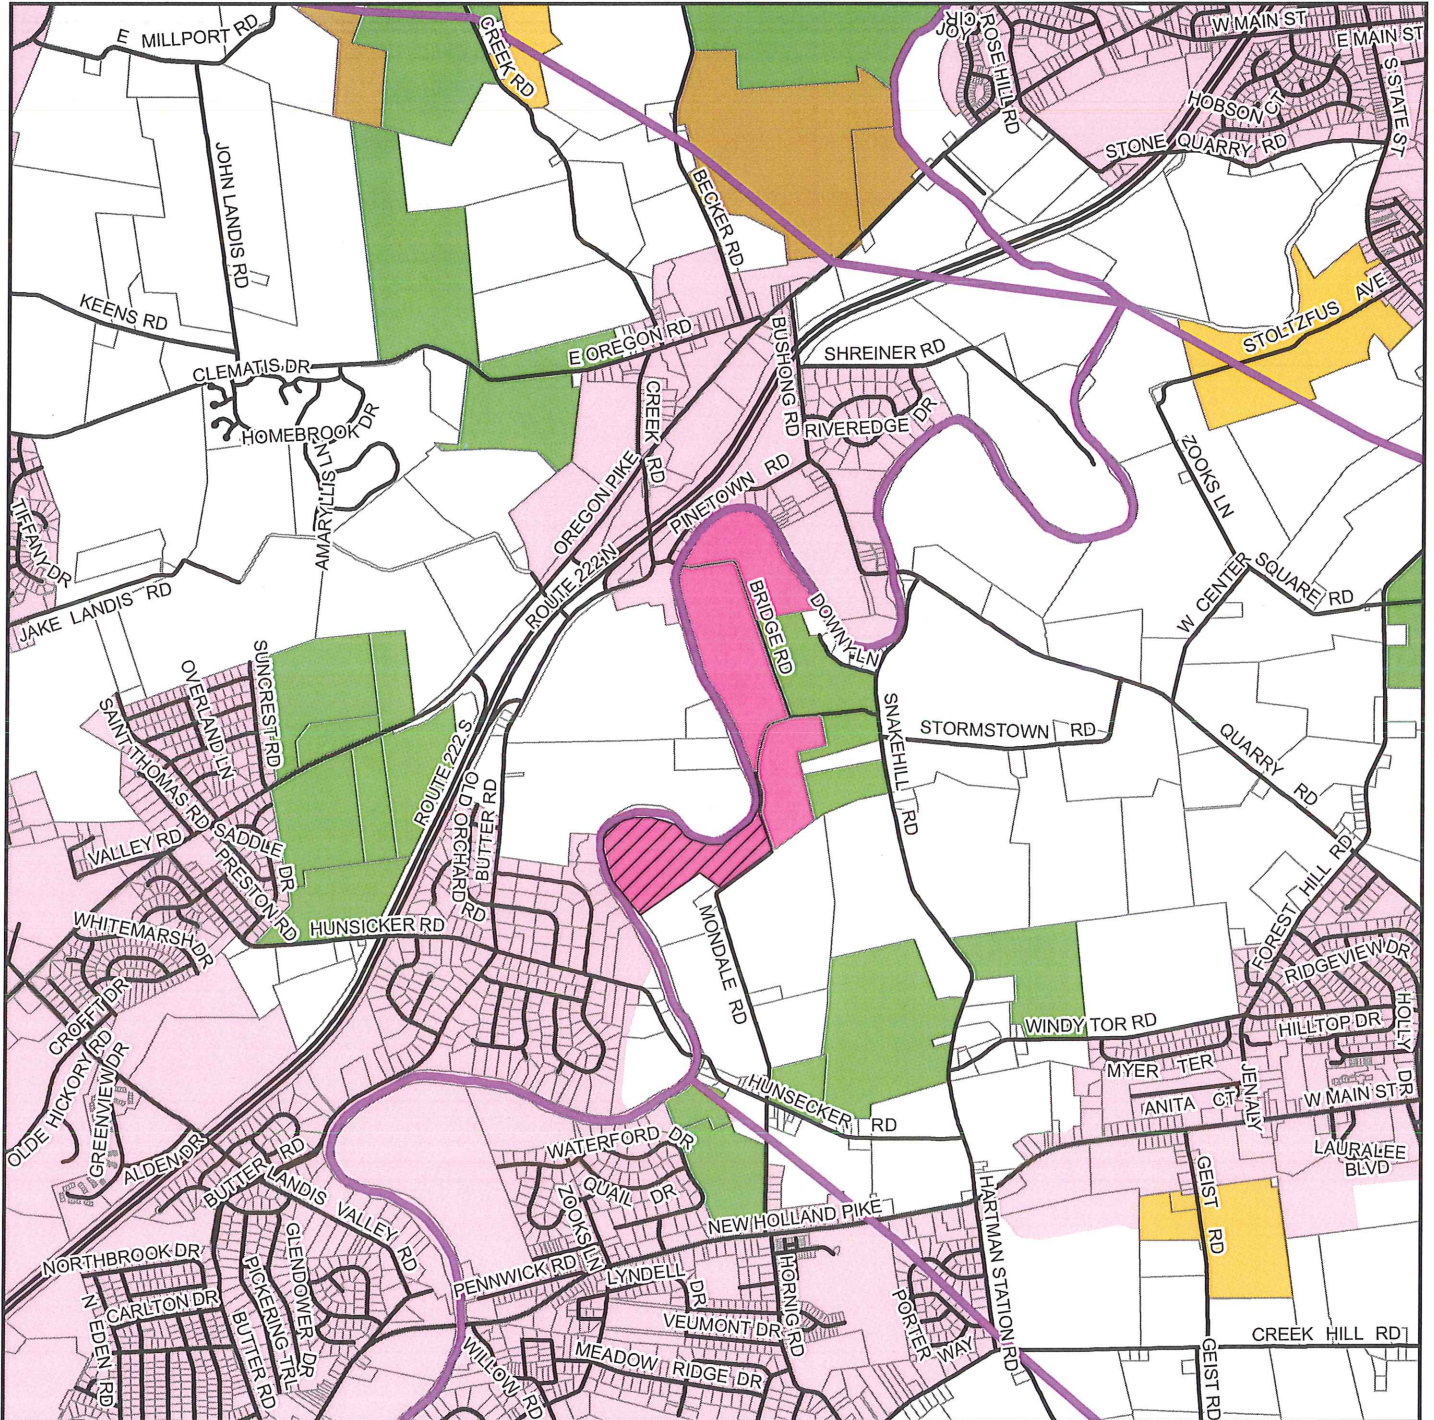 E MILLPORT RD
CREEK RD
JOY CIR
ROSE HILL RD
W MAIN ST
E MAIN ST
S STATE ST
HOBSON CT
STONE QUARRY RD
JOHN LANDIS RD
BECKER RD
KEENS RD
STOLTZFUS AVE
E OREGON RD
BUSHONG RD
SHREINER RD
CLEMATIS DR
HOMEBROOK DR
AMARYLLIS LN
CREEK RD
RIVEREDGE DR
OREGON PIKE
PINETOWN RD
ZOOKS LN
TIFFANY DR
ROUTE 222 N
JAKE LANDIS RD
BRIDGE RD
DOWNY LN
W CENTER SQUARE RD
SUNCREST RD
OVERLAND LN
SAINT THOMAS RD
SNAKEHILL RD
STORMSTOWN RD
QUARRY RD
ROUTE 222 S
OLD ORCHARD RD
BUTTER RD
VALLEY RD
SADDLE DR
PRESTON RD
FOREST HILL RD
WHITEMARSH DR
HUNSICKER RD
MONDALE RD
RIDGEVIEW DR
CROFFT DR
WINDY TOR RD
HILLTOP DR
HOLLY DR
OLDE HICKORY RD
GREENVIEW DR
MYER TER
JENALY
ANITA CT
W MAIN ST
HUNSECKER RD
ALDEN DR
BUTTER RD
LANDIS VALLEY RD
WATERFORD DR
QUAIL DR
ZOOKS LN
LAURALEE
BLVD
GEIST RD
NEW HOLLAND PIKE
HARTMAN STATION RD
NORTHBROOK DR
GLENDOWER DR
PICKERING TRL
BUTTER RD
N EDEN RD
CARLTON DR
PENNWICK RD
LYNDELL DR
HORNING RD
VEUMONT DR
PORTER WAY
WILLOW RD
MEADOW RIDGE DR
CREEK HILL RD
GEIST RD